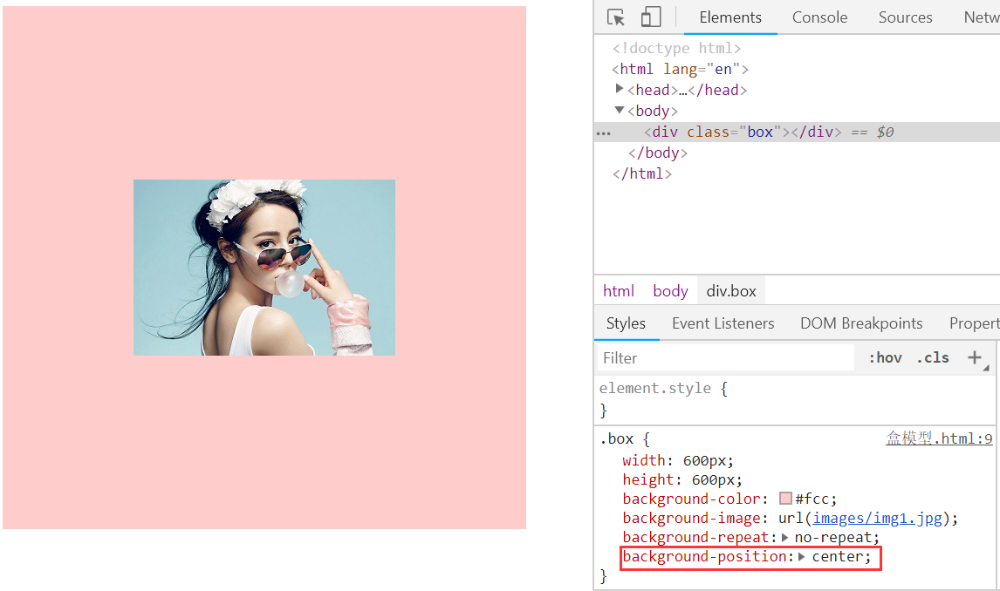 Elements Console Sources Netw
<!doctype html>
<html lang="en">
<head>…</head>
<body>
... <div class="box"></div> == $0
</body>
</html>
html body div.box
Styles Event Listeners DOM Breakpoints Propert
Filter :hov .cls +
element.style {
}
.box { 盒模型.html:9
width: 600px;
height: 600px;
background-color: #fcc;
background-image: url(images/img1.jpg);
background-repeat: no-repeat;
background-position: center;
}